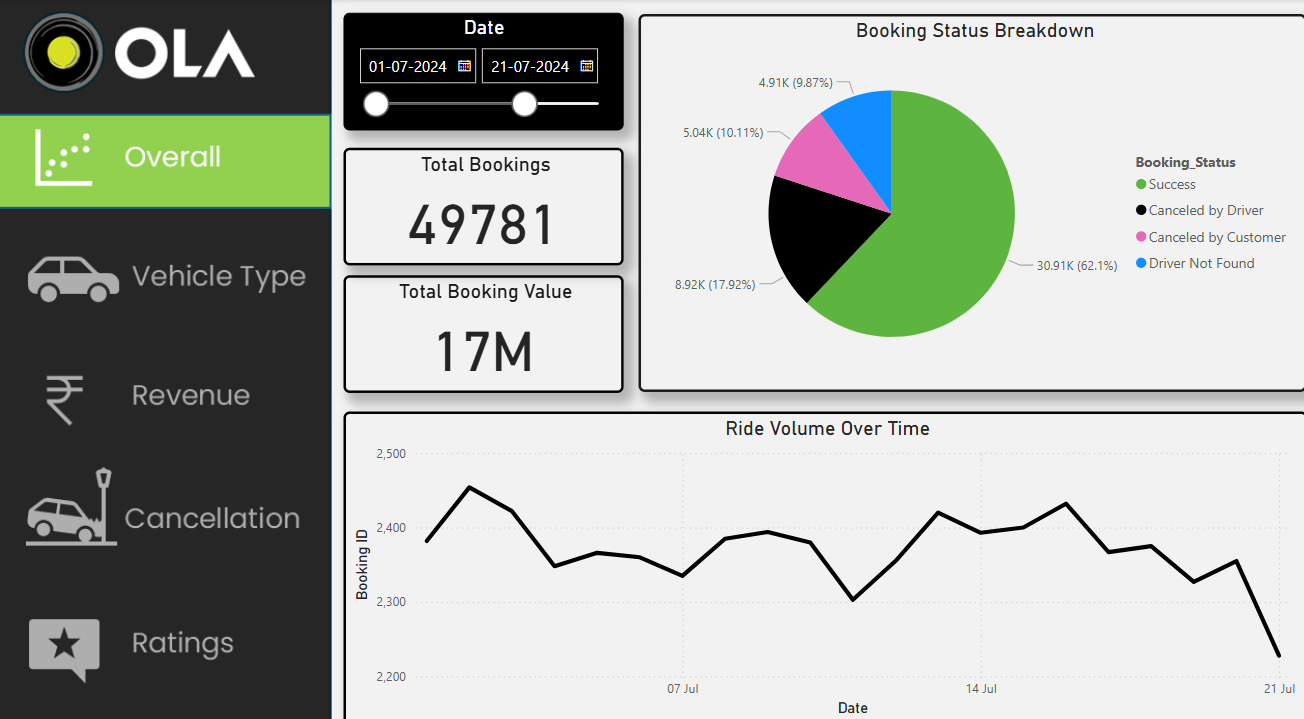 OLA
Overall
Vehicle Type
Revenue
Cancellation
Ratings
Date
01-07-2024 21-07-2024
Total Bookings
49781
Total Booking Value
17M
Booking Status Breakdown
4.91K (9.87%)
5.04K (10.11%)
8.92K (17.92%)
30.91K (62.1%)
Booking_Status
Success
Canceled by Driver
Canceled by Customer
Driver Not Found
Ride Volume Over Time
2,500
2,400
2,300
2,200
Booking ID
07 Jul 14 Jul 21 Jul
Date